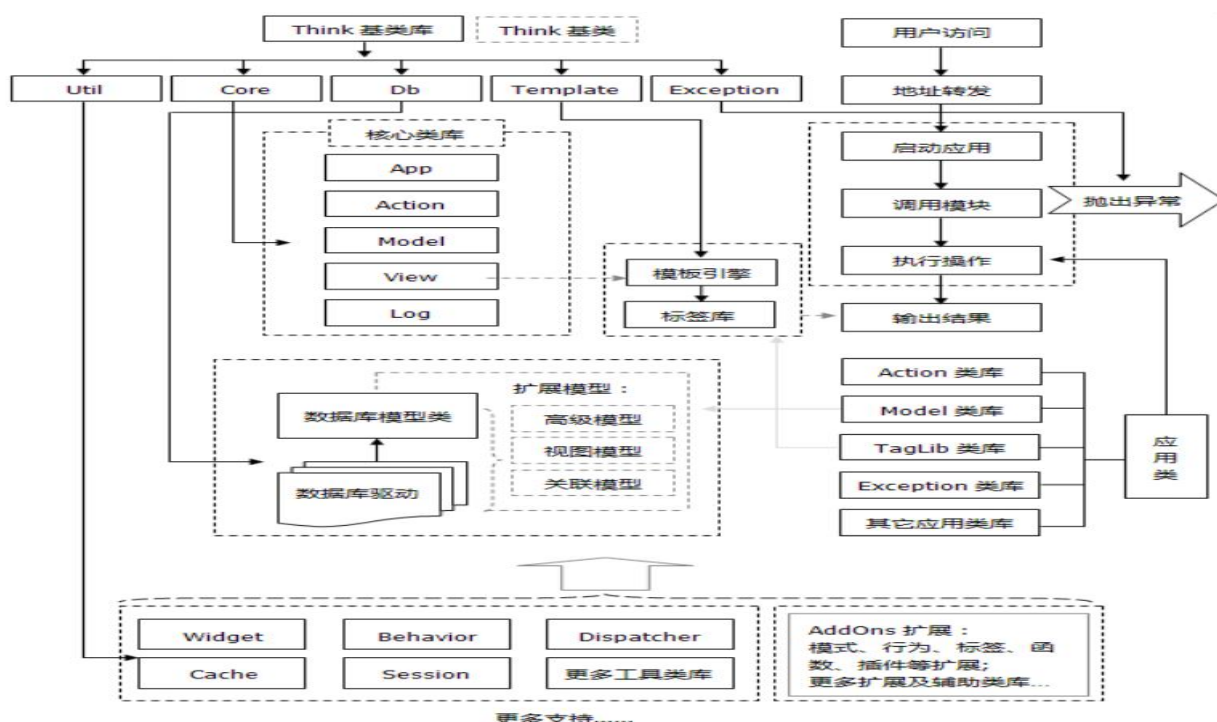 Think 基类库
Think 基类
用户访问
Util
Core
Db
Template
Exception
地址转发
核心类库
App
Action
Model
View
Log
启动应用
调用模块
执行操作
抛出异常
模板引擎
标签库
输出结果
扩展模型：
数据库模型类
高级模型
视图模型
关联模型
数据库驱动
Action 类库
Model 类库
TagLib 类库
Exception 类库
其它应用类库
应
用
类
Widget
Behavior
Dispatcher
Cache
Session
更多工具类库
AddOns 扩展：
模式、行为、标签、函
数、插件等扩展;
更多扩展及辅助类库...
更多支持......